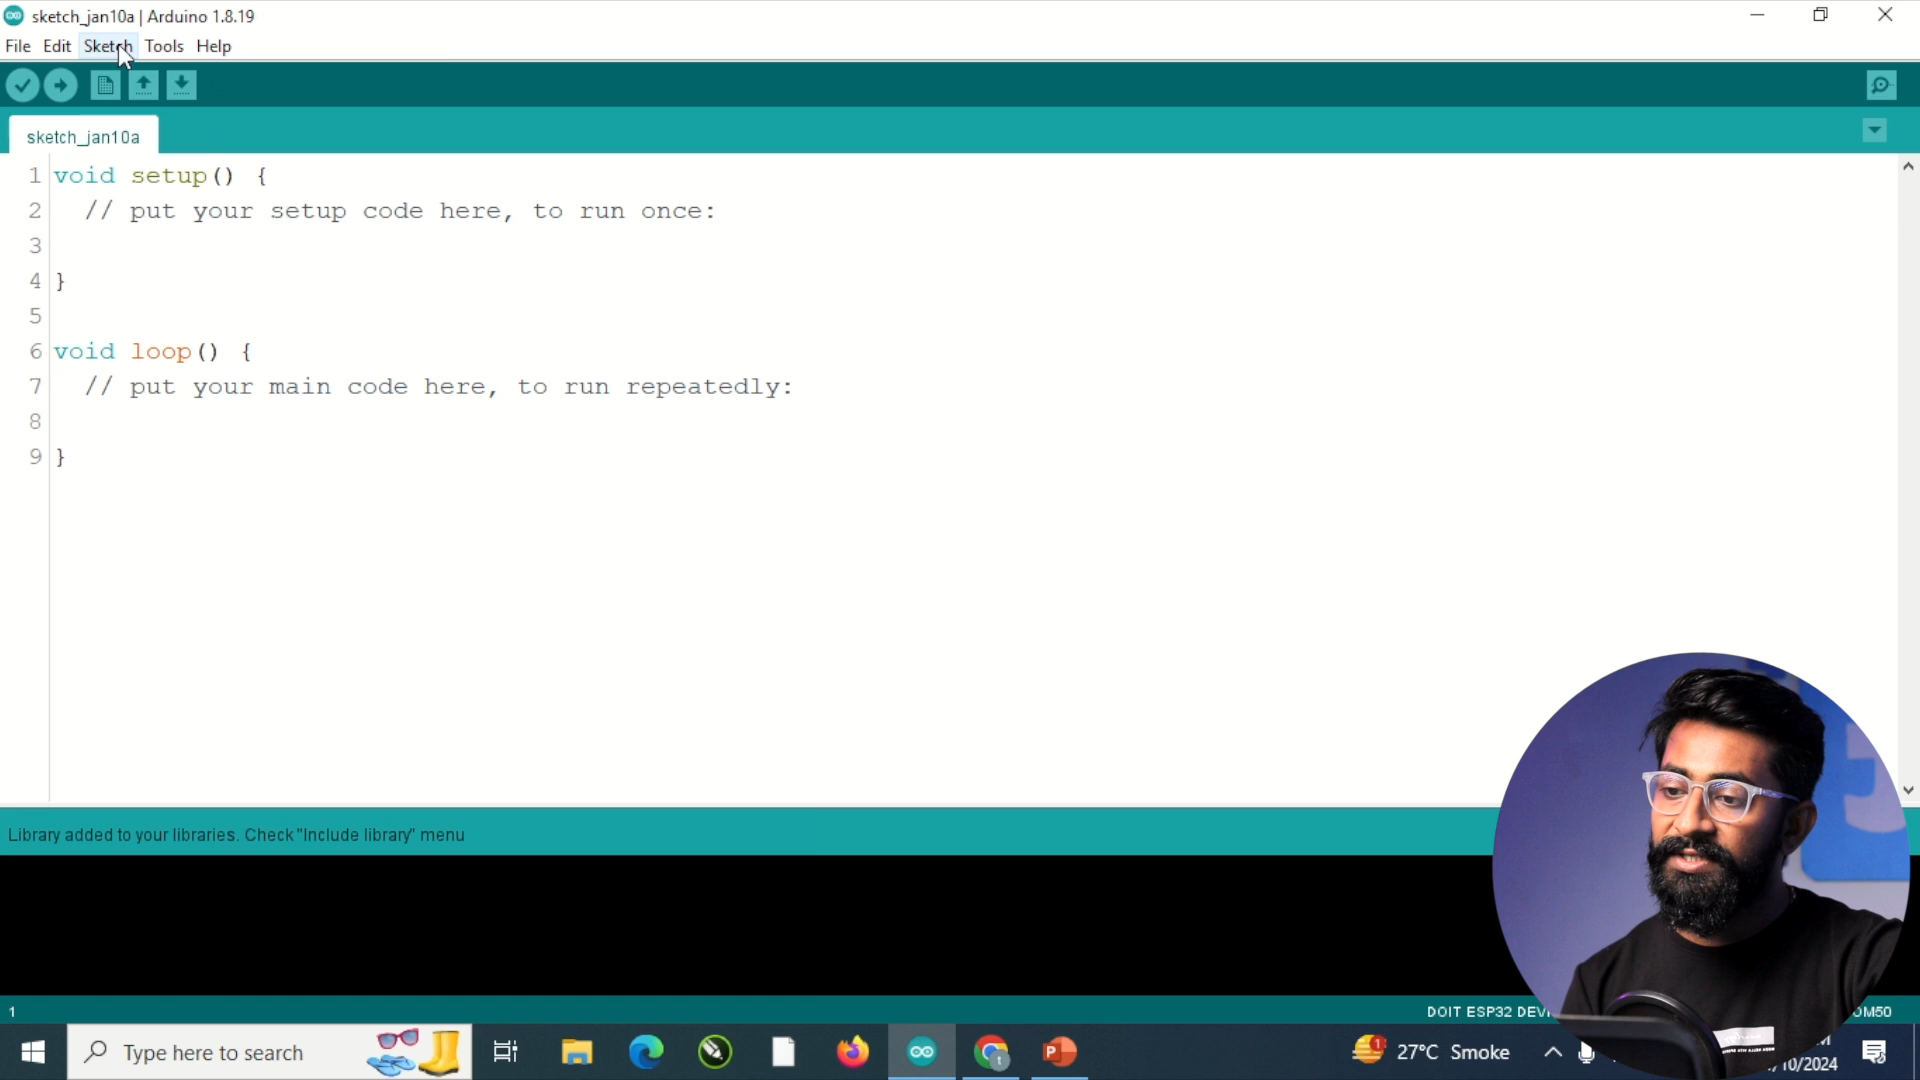 sketch_jan10a | Arduino 1.8.19
File Edit Sketch Tools Help
sketch_jan10a
1 void setup() {
2 // put your setup code here, to run once:
3
4 }
5
6 void loop() {
7 // put your main code here, to run repeatedly:
8
9 }
Library added to your libraries. Check "Include library" menu
1
DOIT ESP32
OM50
Type here to search
1
27°C Smoke
/10/2024